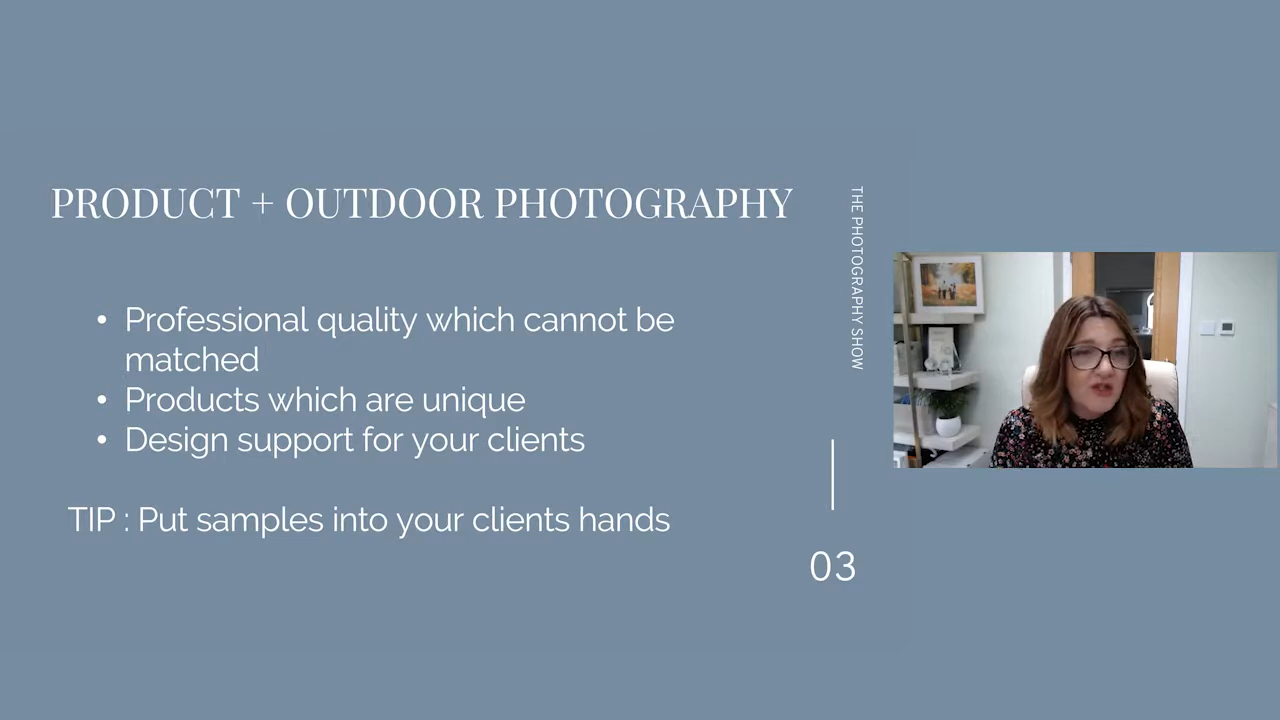 PRODUCT + OUTDOOR PHOTOGRAPHY
• Professional quality which cannot be
matched
• Products which are unique
• Design support for your clients
TIP : Put samples into your clients hands
THE PHOTOGRAPHY SHOW
03